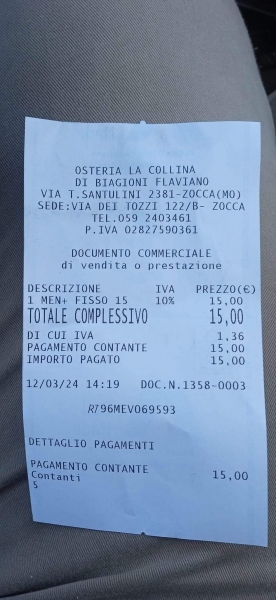 OSTERIA LA COLLINA
DI BIAGIONI FLAVIANO
VIA T.SANTULINI 2381-ZOCCA(MO)
SEDE:VIA DEI TOZZI 122/B- ZOCCA
TEL.059 2403461
P.IVA 02827590361
DOCUMENTO COMMERCIALE
di vendita o prestazione
DESCRIZIONE IVA PREZZO(€)
1 MEN+ FISSO 15 10% 15,00
TOTALE COMPLESSIVO 15,00
DI CUI IVA 1,36
PAGAMENTO CONTANTE 15,00
IMPORTO PAGATO 15,00
12/03/24 14:19 DOC.N.1358-0003
RT 96MEV069593
DETTAGLIO PAGAMENTI
PAGAMENTO CONTANTE
Contanti 15,00
5